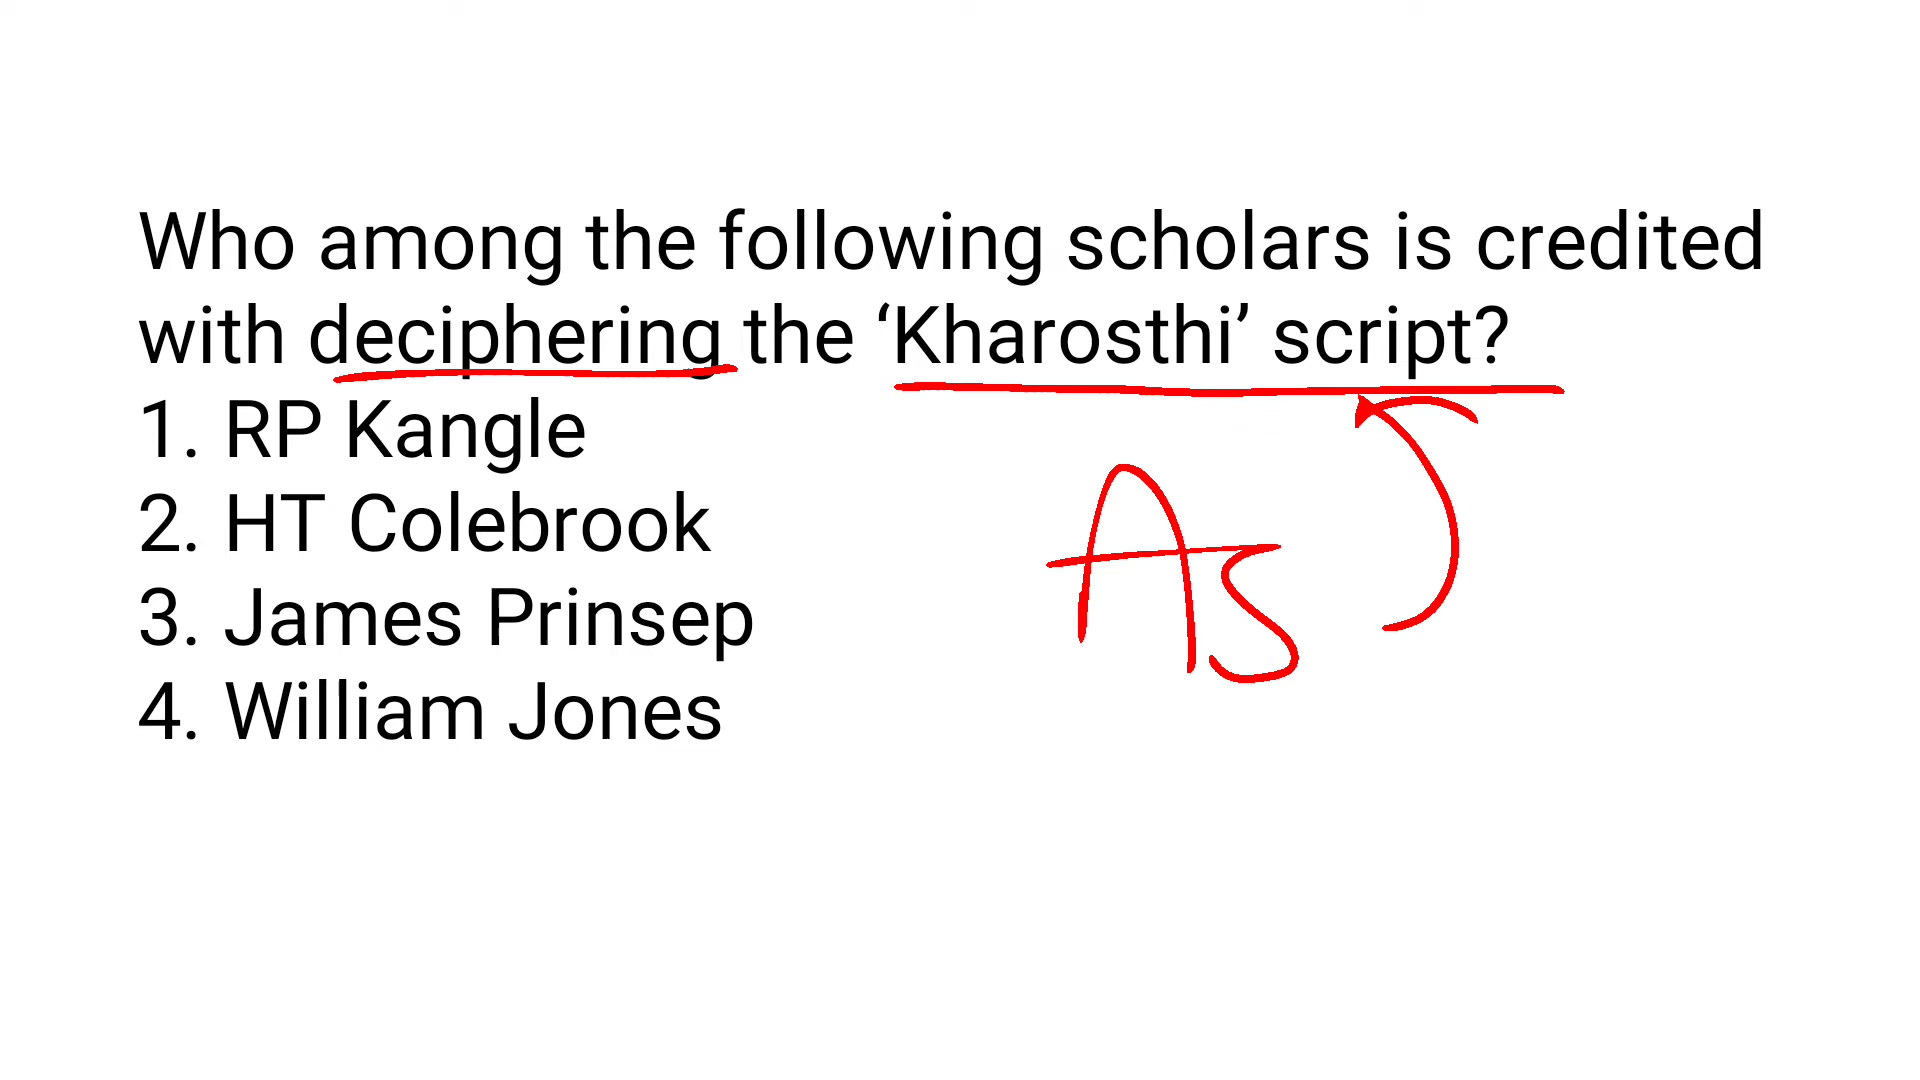 Who among the following scholars is credited
with deciphering the ‘Kharosthi’ script?
1. RP Kangle
2. HT Colebrook
3. James Prinsep
4. William Jones
As